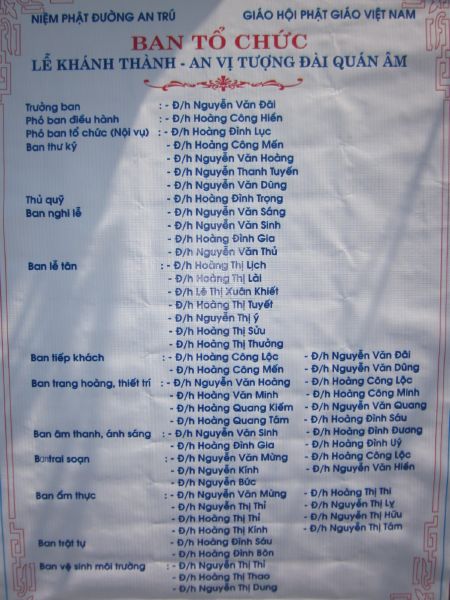 NIỆM PHẬT ĐƯỜNG AN TRÚ GIÁO HỘI PHẬT GIÁO VIỆT NAM
BAN TỔ CHỨC
LỄ KHÁNH THÀNH - AN VỊ TƯỢNG ĐÀI QUÁN ÂM
Trưởng ban : - Đ/h Nguyễn Văn Đãi
Phó ban điều hành : - Đ/h Hoàng Công Hiến
Phó ban tổ chức (Nội vụ) : - Đ/h Hoàng Đình Lục
Ban thư ký - Đ/h Hoàng Công Mến
- Đ/h Nguyễn Văn Hoàng
- Đ/h Nguyễn Thanh Tuyến
- Đ/h Nguyễn Văn Dũng
Thủ quỹ : - Đ/h Hoàng Đình Trọng
Ban nghi lễ - Đ/h Nguyễn Văn Sáng
- Đ/h Nguyễn Văn Sinh
- Đ/h Hoàng Đình Gia
- Đ/h Nguyễn Văn Thủ
Ban lễ tân : - Đ/h Hoàng Thị Lịch
- Đ/h Hoàng Thị Lài
- Đ/h Lê Thị Xuân Khiết
- Đ/h Hoàng Thị Tuyết
- Đ/h Nguyễn Thị ý
- Đ/h Hoàng Thị Sửu
- Đ/h Hoàng Thị Thưởng
Ban tiếp khách : - Đ/h Hoàng Công Lộc - Đ/h Nguyễn Văn Đãi
- Đ/h Hoàng Công Mến - Đ/h Nguyễn Văn Dũng
Ban trang hoàng, thiết trí : - Đ/h Nguyễn Văn Hoàng - Đ/h Hoàng Công Lộc
- Đ/h Hoàng Văn Minh - Đ/h Hoàng Công Minh
- Đ/h Hoàng Quang Kiếm - Đ/h Nguyễn Văn Quang
- Đ/h Hoàng Quang Tám - Đ/h Hoàng Đình Sáu
Ban âm thanh, ánh sáng : - Đ/h Nguyễn Văn Sinh - Đ/h Hoàng Đình Đương
- Đ/h Hoàng Đình Gia - Đ/h Hoàng Đình Uý
Ban trai soạn : - Đ/h Nguyễn Văn Mừng - Đ/h Hoàng Công Lộc
- Đ/h Nguyễn Kính - Đ/h Nguyễn Văn Hiến
- Đ/h Nguyễn Bức
Ban ẩm thực : - Đ/h Nguyễn Văn Mừng - Đ/h Hoàng Thị Thi
- Đ/h Nguyễn Thị Thỉ - Đ/h Nguyễn Thị Lý
- Đ/h Hoàng Thị Thỉ - Đ/h Nguyễn Thị Hữu
- Đ/h Hoàng Thị Kính - Đ/h Nguyễn Thị Tám
Ban trật tự - Đ/h Hoàng Đình Sáu
- Đ/h Hoàng Đình Bôn
Ban vệ sinh môi trường : - Đ/h Nguyễn Thị Thỉ
- Đ/h Hoàng Thị Thao
- Đ/h Nguyễn Thị Dung